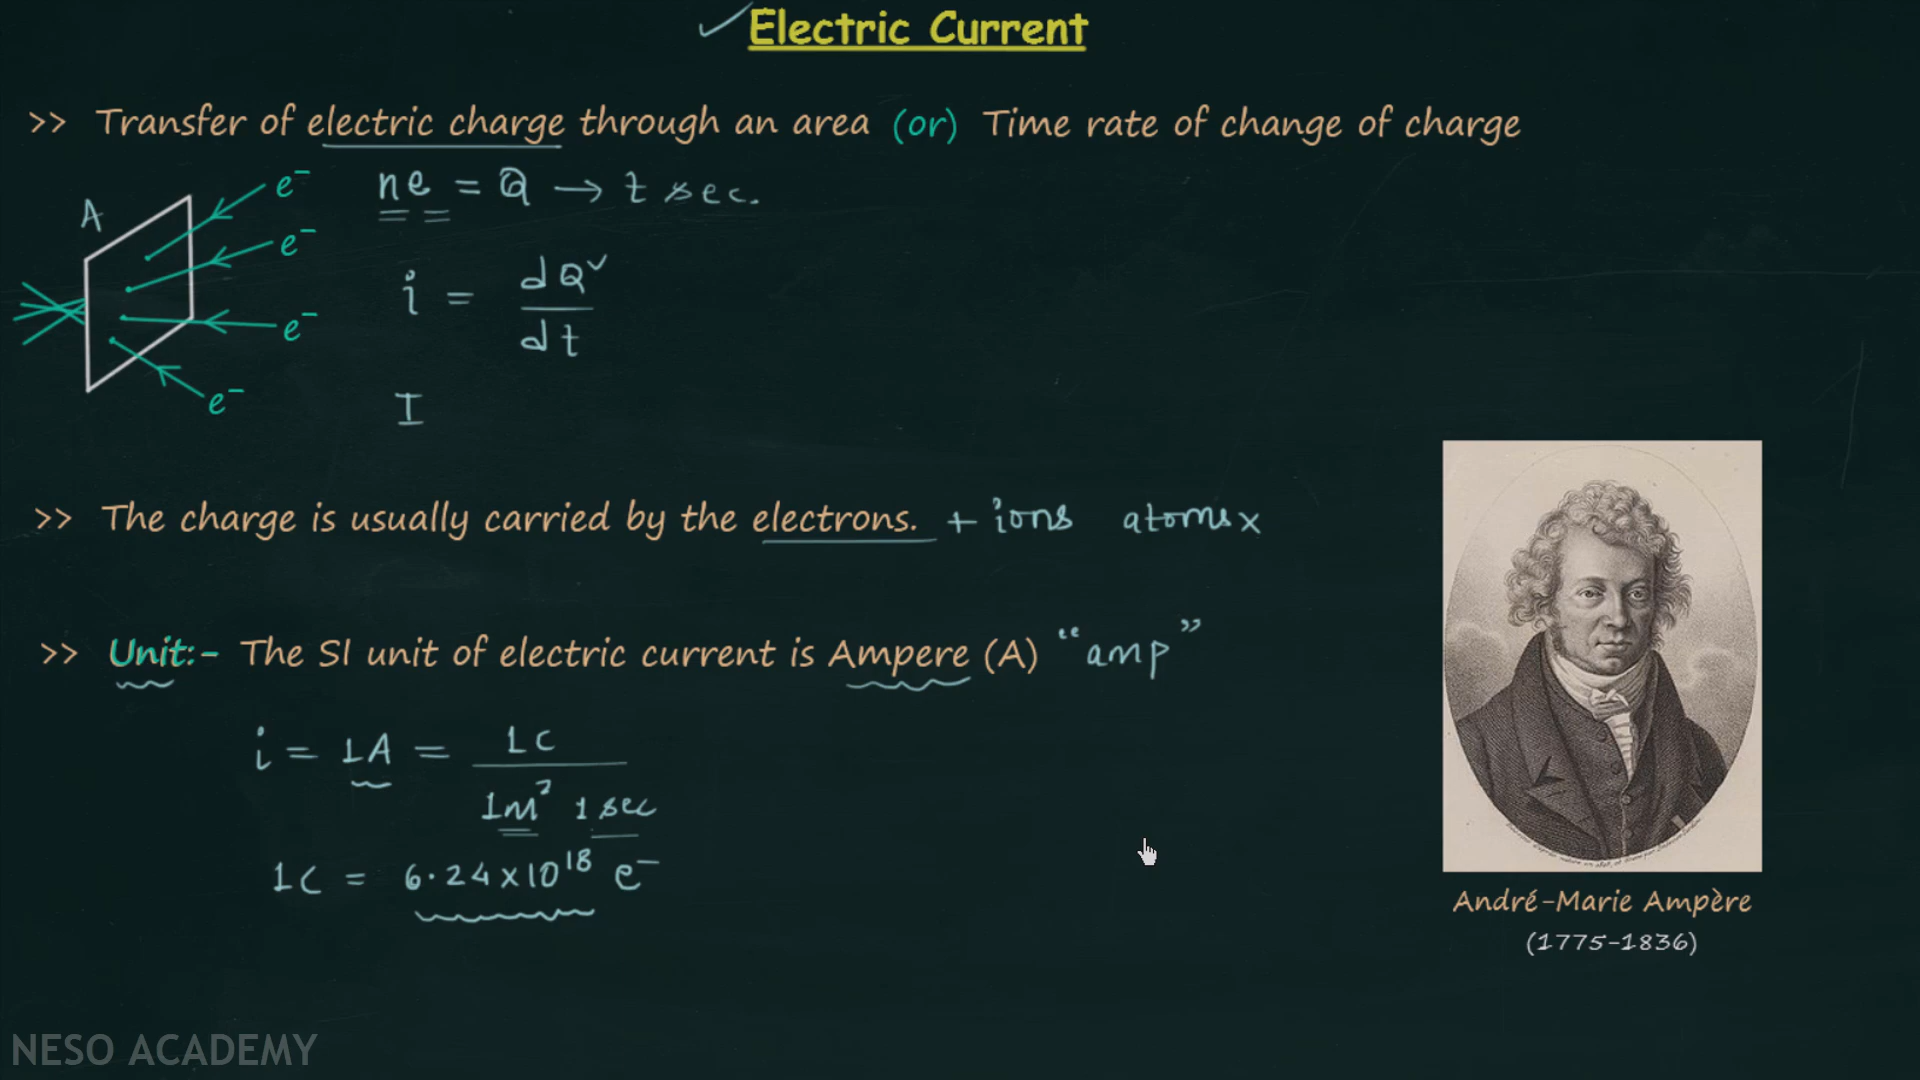 Electric Current
>> Transfer of electric charge through an area (or) Time rate of change of charge
A
e⁻
e⁻
e⁻
e⁻
ne = Q → t sec.
i = dQ
dt
I
>> The charge is usually carried by the electrons. + ions atoms x
>> Unit:- The SI unit of electric current is Ampere (A) "amp"
i = 1A = 1C
1m² 1 sec
1C = 6.24x10¹⁸ e⁻
André-Marie Ampère
(1775-1836)
NESO ACADEMY